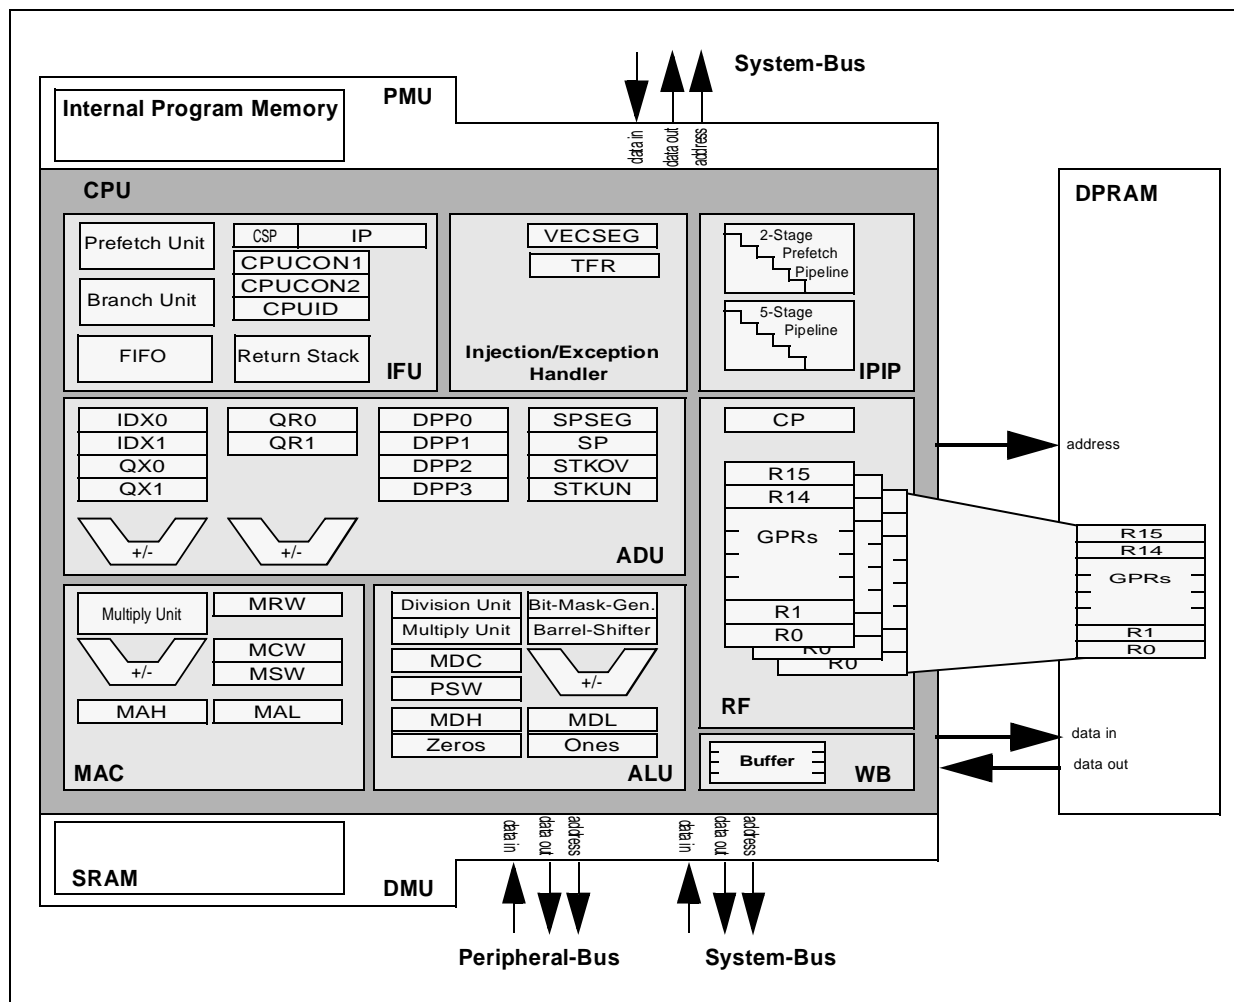 System-Bus
PMU
Internal Program Memory
data in
data out
address
CPU
Prefetch Unit
Branch Unit
FIFO
CSP IP
CPUCON1
CPUCON2
CPUID
Return Stack
IFU
VECSEG
TFR
Injection/Exception
Handler
2-Stage
Prefetch
Pipeline
5-Stage
Pipeline
IPIP
DPRAM
IDX0
IDX1
QX0
QX1
+/-
QR0
QR1
+/-
DPP0
DPP1
DPP2
DPP3
SPSEG
SP
STKOV
STKUN
ADU
CP
R15
R14
GPRs
R1
R0
R0
R0
RF
address
R15
R14
GPRs
R1
R0
Multiply Unit
+/-
MRW
MCW
MSW
MAH
MAL
MAC
Division Unit
Multiply Unit
Bit-Mask-Gen.
Barrel-Shifter
MDC
PSW
+/-
MDH
MDL
Zeros
Ones
ALU
Buffer
WB
data in
data out
SRAM
DMU
data in
data out
address
data in
data out
address
Peripheral-Bus
System-Bus